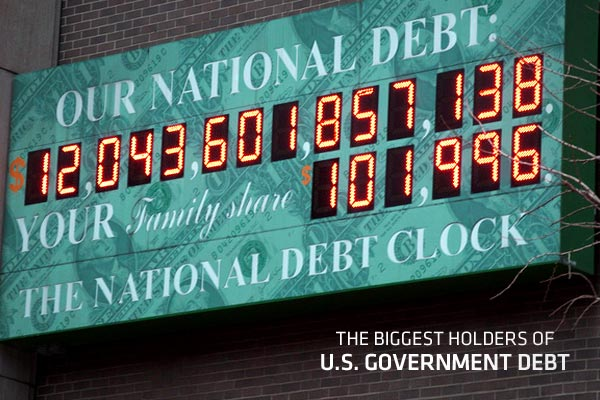 OUR NATIONAL DEBT:
$12,043,601,857,138
YOUR Family share $101,996.
THE NATIONAL DEBT CLOCK
THE BIGGEST HOLDERS OF
U.S. GOVERNMENT DEBT